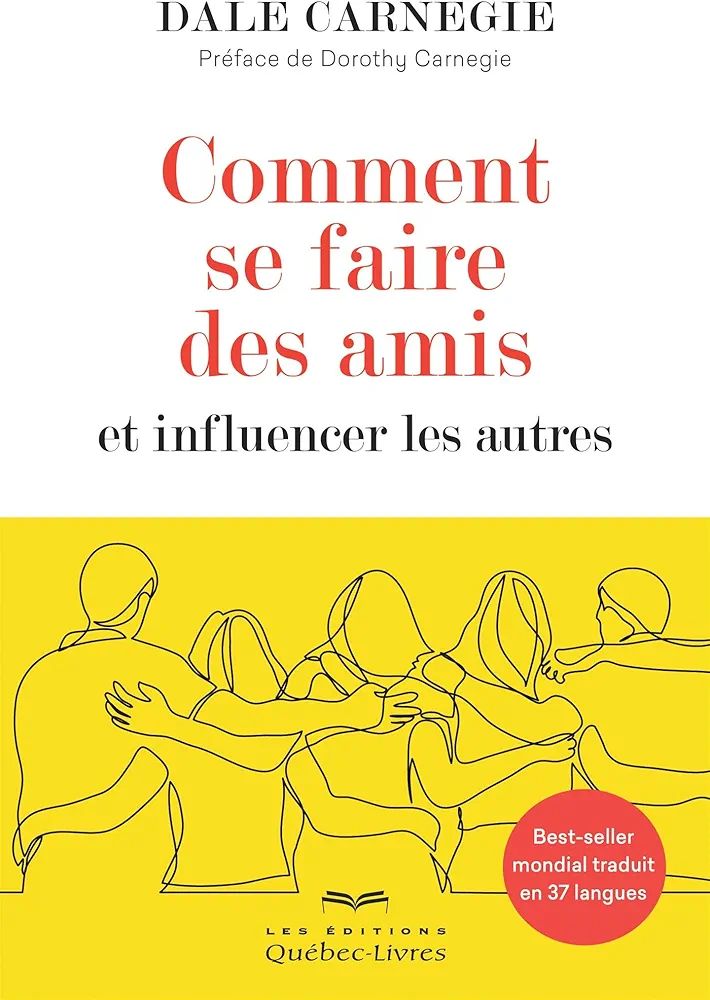 DALE CARNEGIE
Préface de Dorothy Carnegie
Comment
se faire
des amis
et influencer les autres
Best-seller
mondial traduit
en 37 langues
LES ÉDITIONS
Québec-Livres